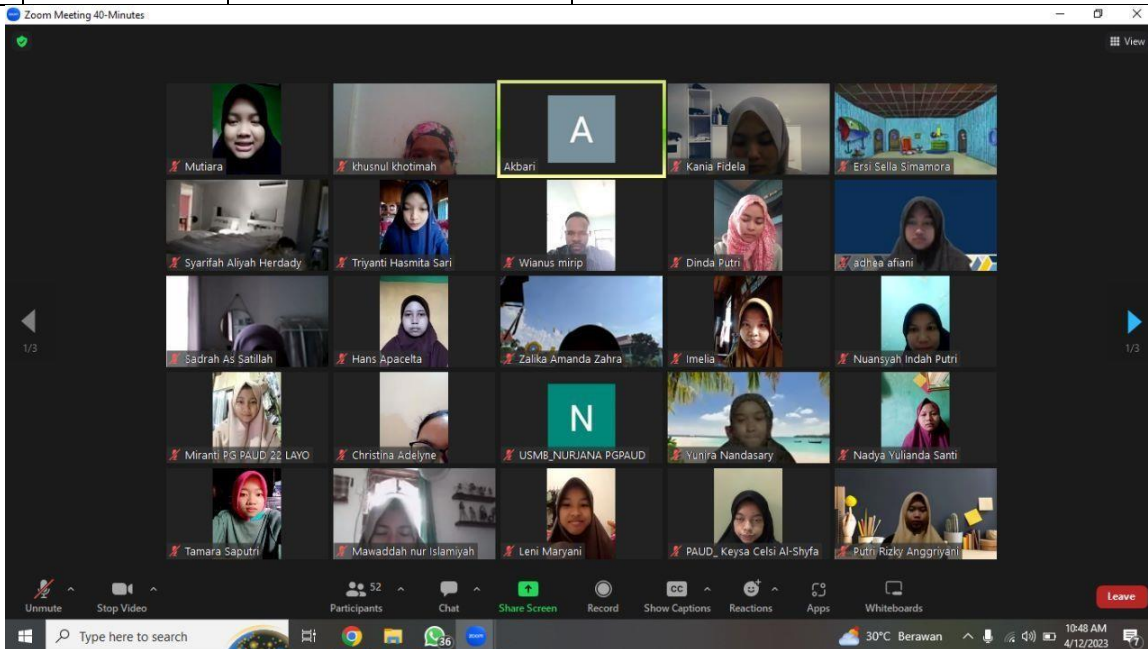 Zoom Meeting 40-Minutes
View
Mutiara
khusnul khotimah
A
Akbari
Kania Fidela
Ersi Sella Simamora
Syarifah Aliyah Herdady
Triyanti Hasmita Sari
Wianus mirip
Dinda Putri
adhea afiani
Sadrah As Satillah
Hans Apacelta
Zalika Amanda Zahra
Imelia
Nuansyah Indah Putri
1/3
1/3
Miranti PG PAUD 22 LAYO
Christina Adelyne
N
USMB_NURJANA PGPAUD
Yunira Nandasary
Nadya Yulianda Santi
Tamara Saputri
Mawaddah nur Islamiyah
Leni Maryani
PAUD_ Keysa Celsi Al-Shyfa
Putri Rizky Anggriyani
52
CC
Unmute
Stop Video
Participants
Chat
Share Screen
Record
Show Captions
Reactions
Apps
Whiteboards
Leave
Type here to search
36
zoom
30°C Berawan
10:48 AM
4/12/2023
7